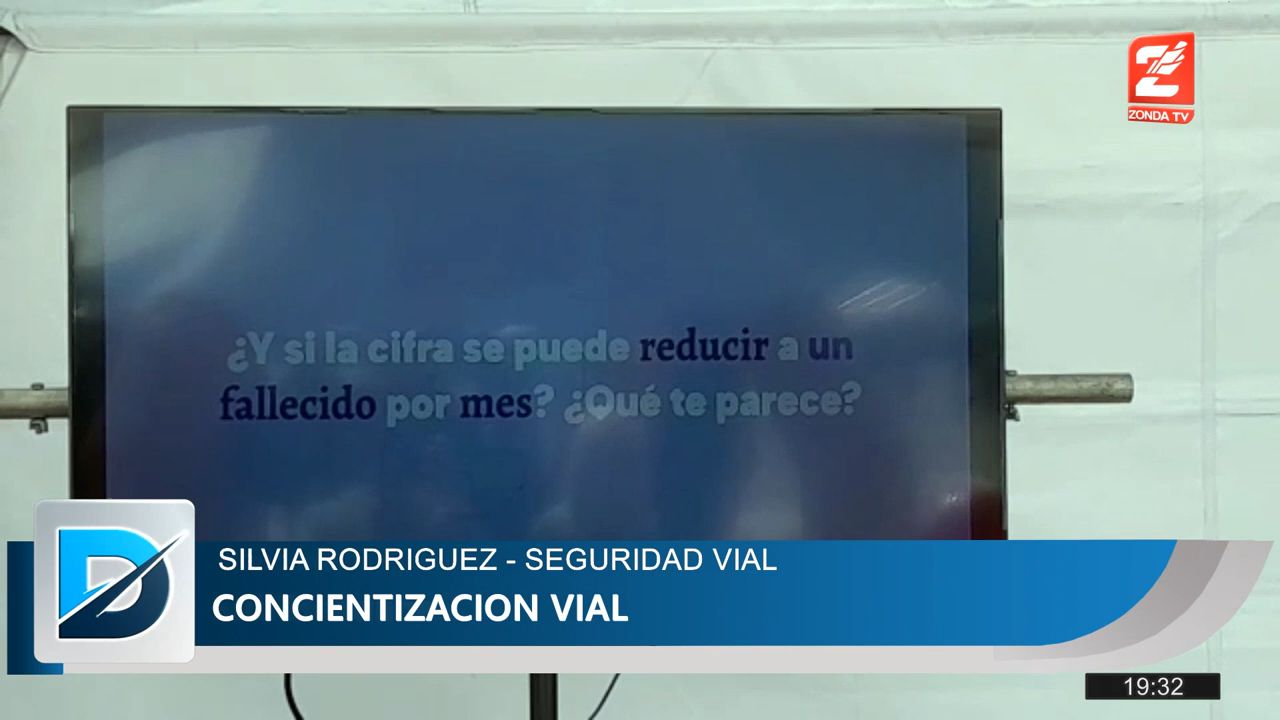 ZONDA TV
¿Y si la cifra se puede reducir a un
fallecido por mes? ¿Qué te parece?
SILVIA RODRIGUEZ - SEGURIDAD VIAL
CONCIENTIZACION VIAL
19:32